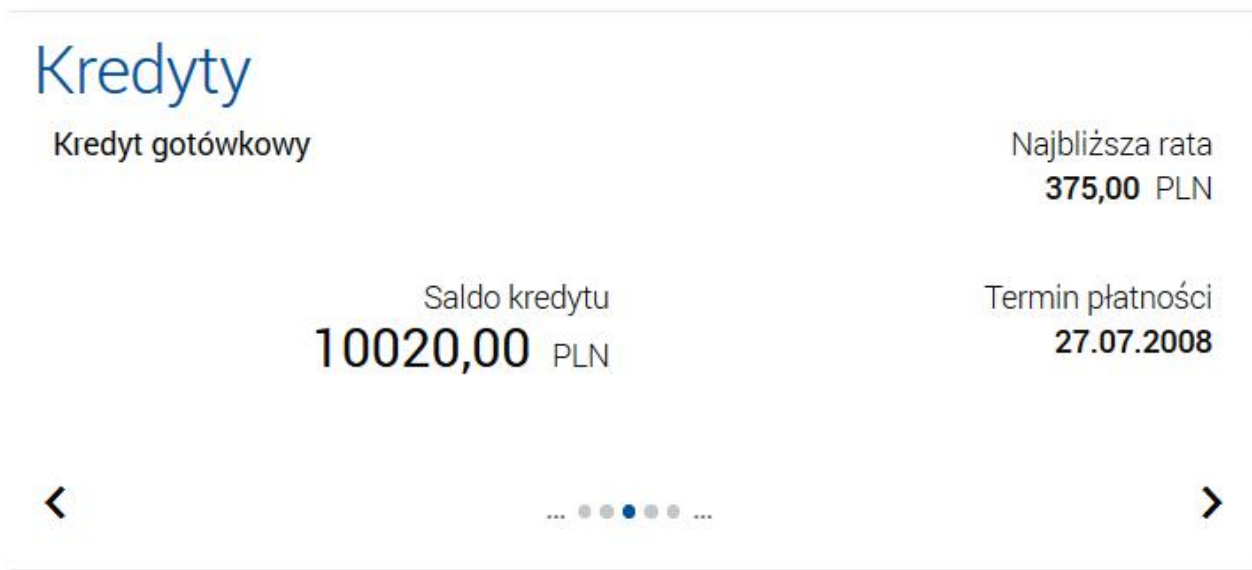 Kredyty
Kredyt gotówkowy
Najbliższa rata
375,00 PLN
Saldo kredytu
10020,00 PLN
Termin płatności
27.07.2008
... ...